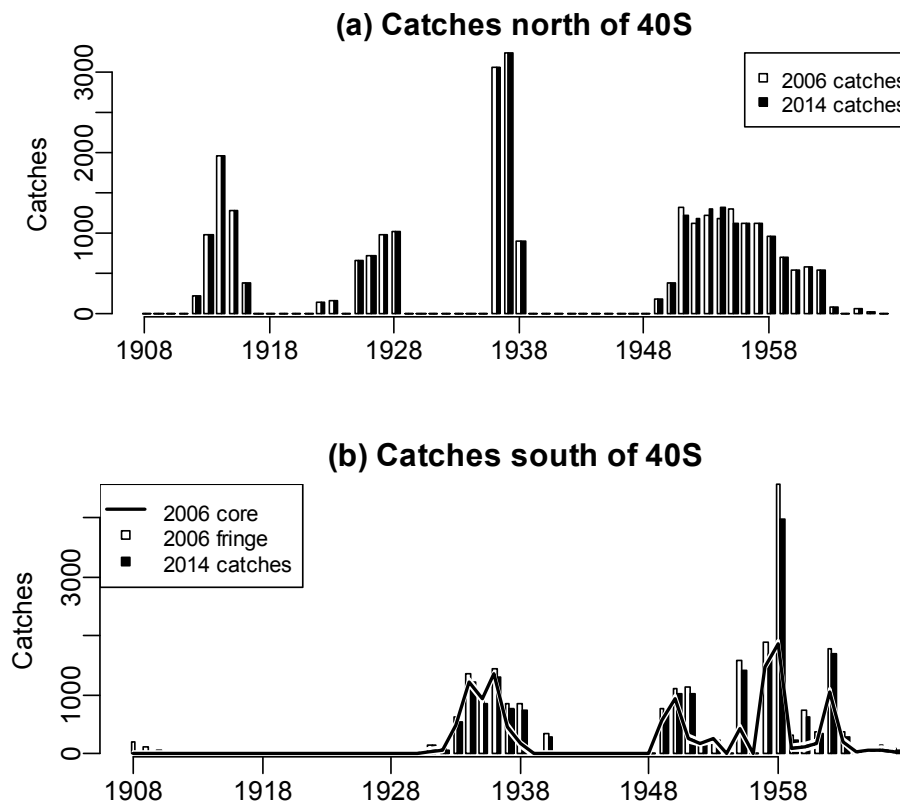 (a) Catches north of 40S
2006 catches
2014 catches
Catches
3000
2000
1000
0
1908 1918 1928 1938 1948 1958
(b) Catches south of 40S
2006 core
2006 fringe
2014 catches
Catches
3000
1000
0
1908 1918 1928 1938 1948 1958